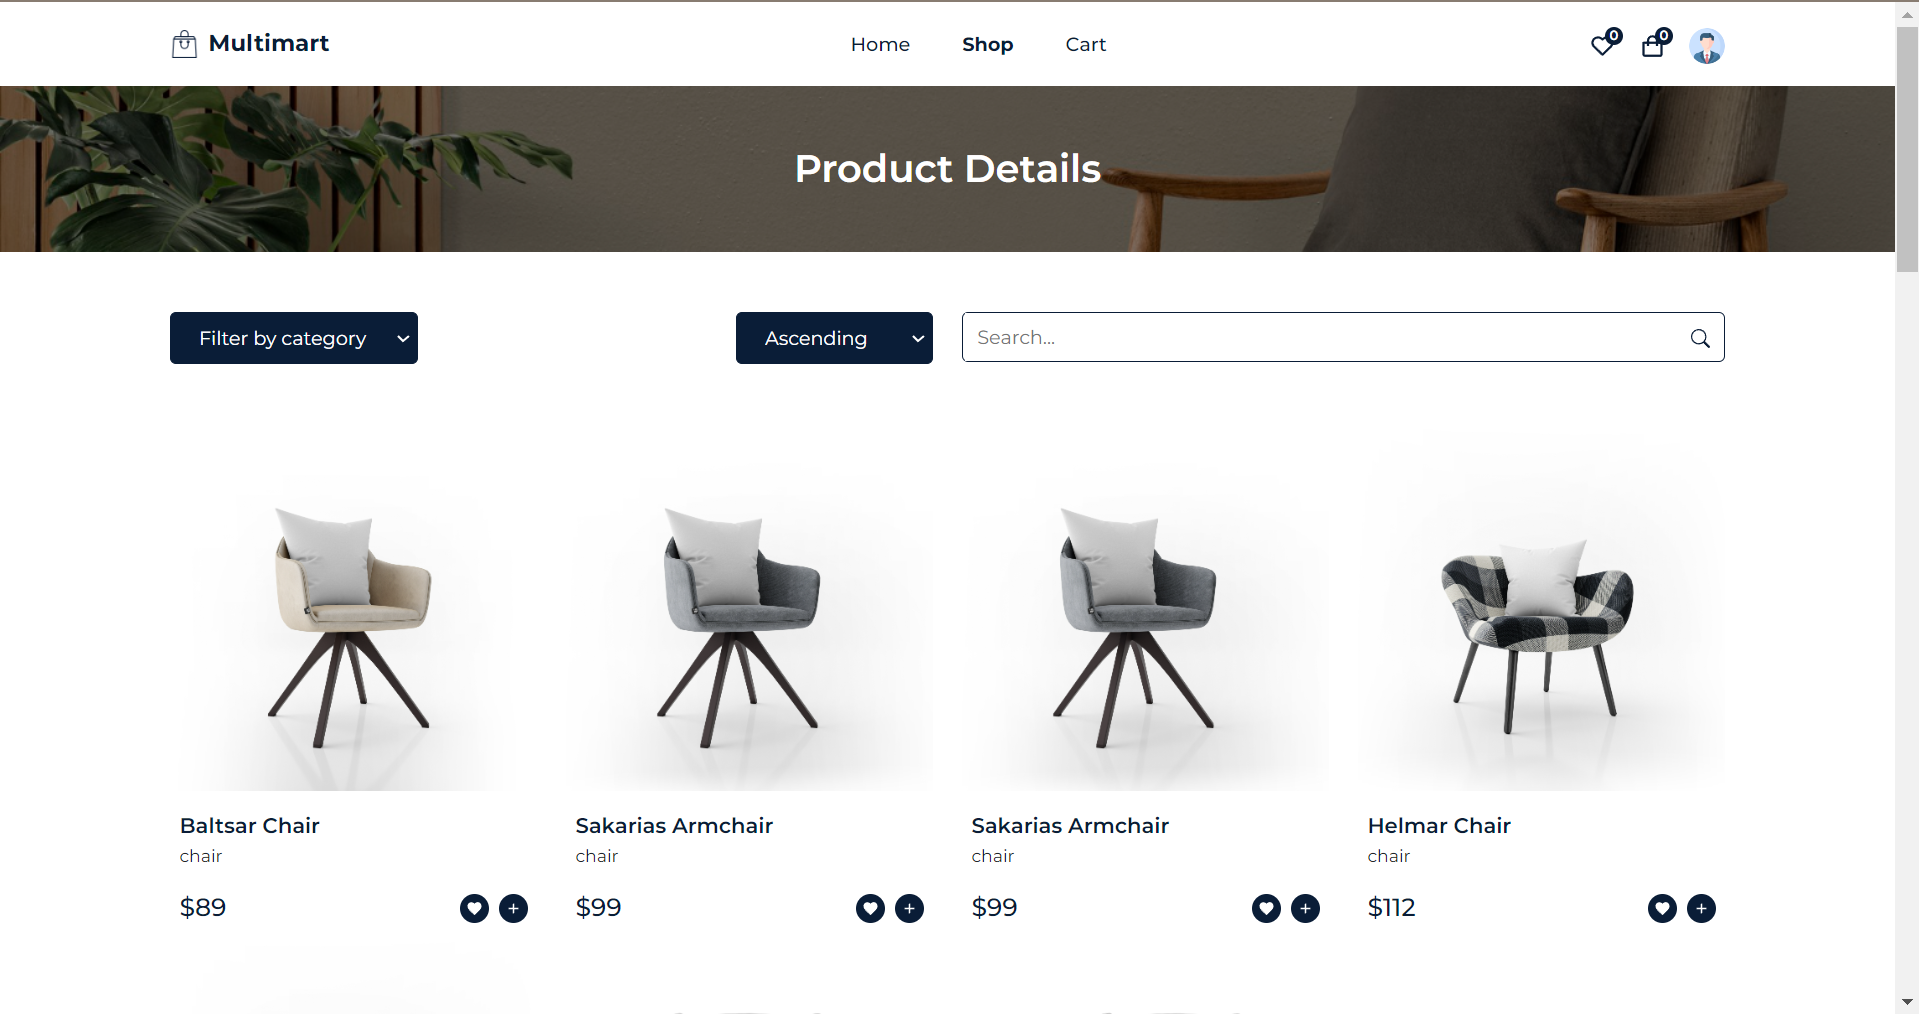 Multimart
Home Shop Cart
0 0
Product Details
Filter by category
Ascending
Search...
Baltsar Chair
chair
$89
+
Sakarias Armchair
chair
$99
+
Sakarias Armchair
chair
$99
+
Helmar Chair
chair
$112
+